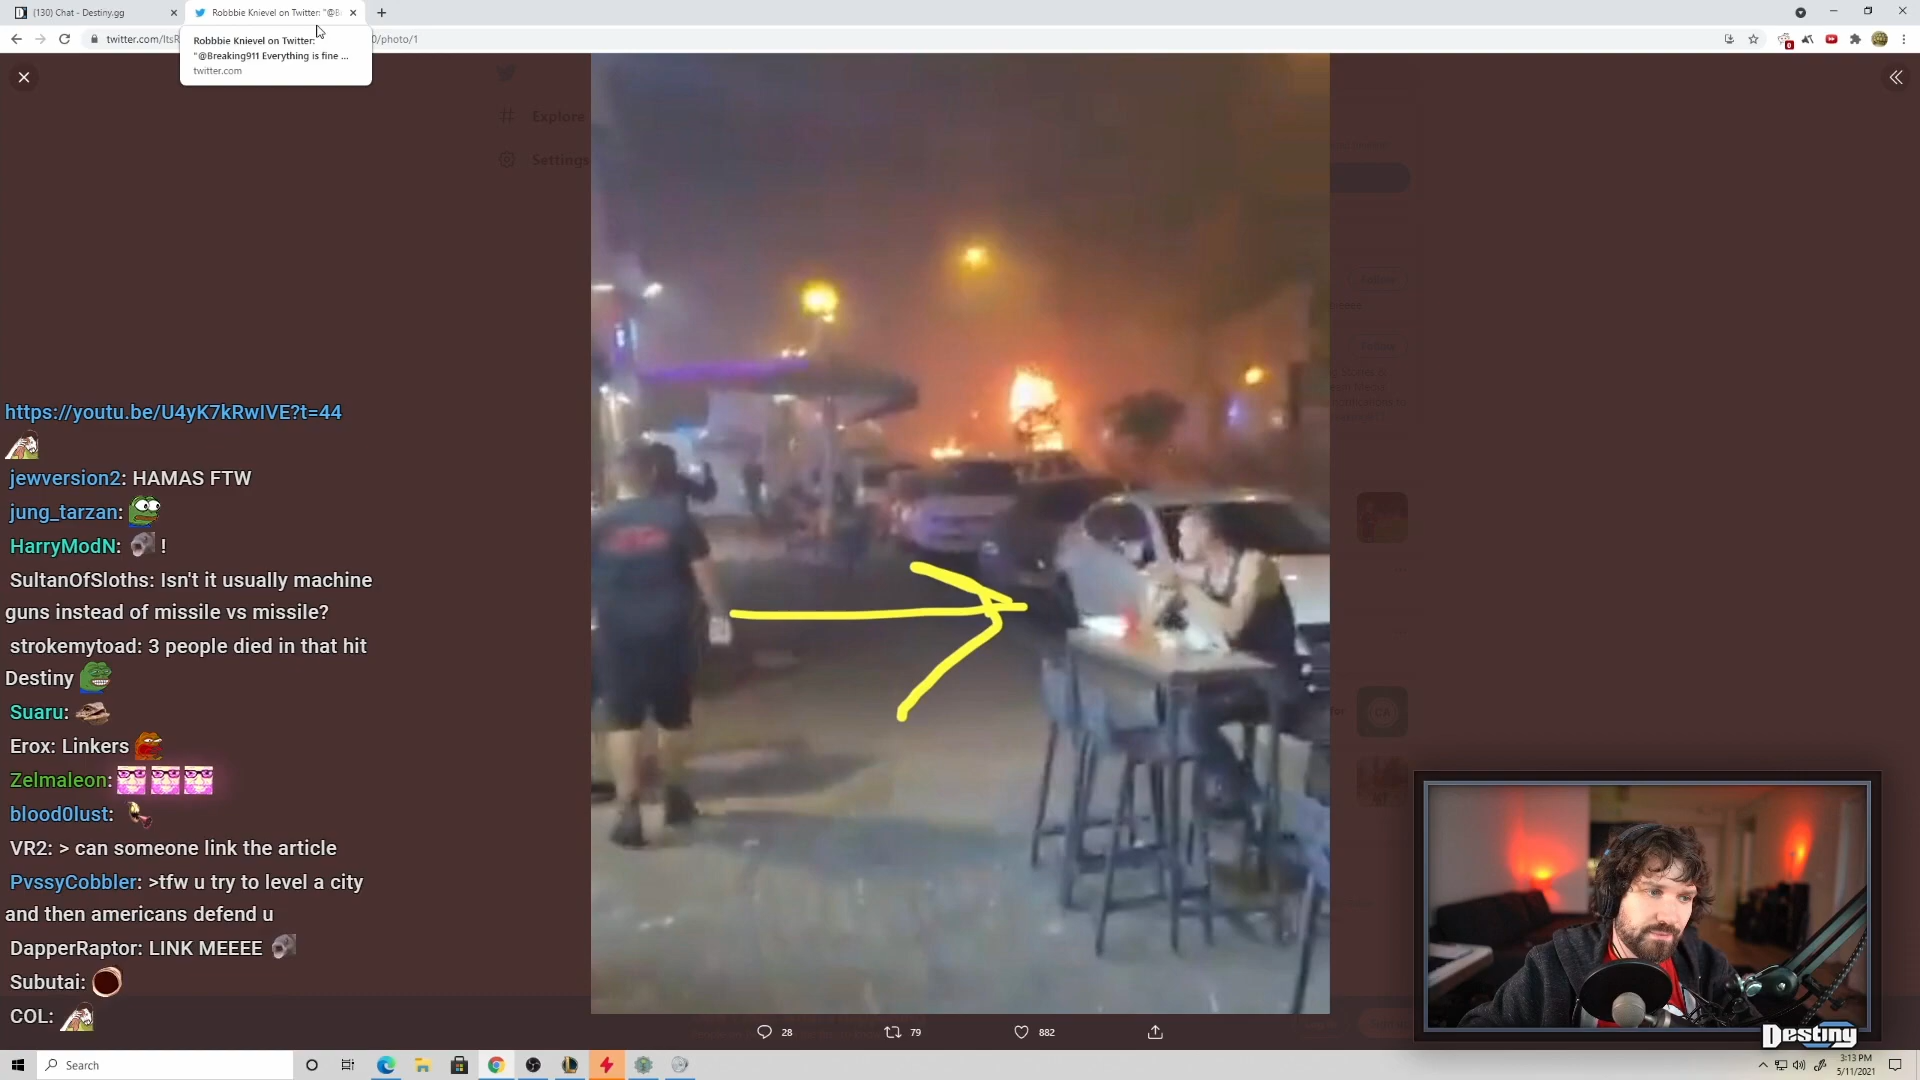 (130) Chat - Destiny.gg
Robbbie Knievel on Twitter: "@B
twitter.com/ItsR
0/photo/1
Robbbie Knievel on Twitter:
"@Breaking911 Everything is fine ...
twitter.com
Explore
Settings
Follow
Follow
https://youtu.be/U4yK7kRwIVE?t=44
jewversion2: HAMAS FTW
jung_tarzan:
HarryModN: !
SultanOfSloths: Isn't it usually machine
guns instead of missile vs missile?
strokemytoad: 3 people died in that hit
Destiny
Suaru:
Erox: Linkers
Zelmaleon:
blood0lust:
VR2: > can someone link the article
PvssyCobbler: >tfw u try to level a city
and then americans defend u
DapperRaptor: LINK MEEEE
Subutai:
COL:
28
79
882
Destiny
Search
3:13 PM
5/11/2021